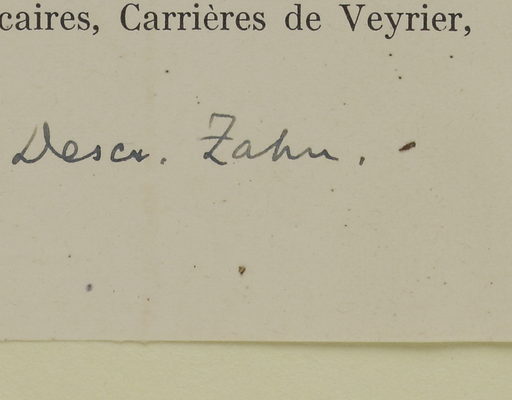 caires, Carrières de Veyrier,
Descr. Zahn.